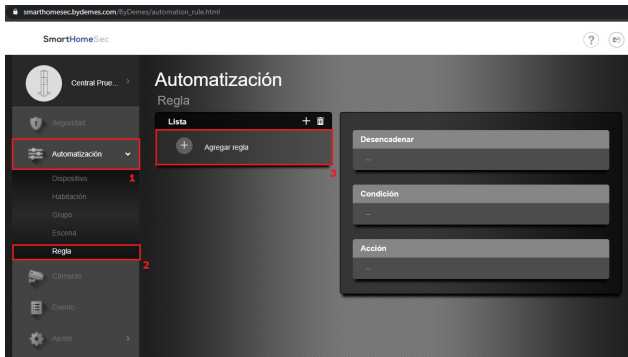 smarthomesec.bydemes.com/ByDemes/automation_rule.html
SmartHomeSec
?
Central Prue...
Automatización
Regla
Seguridad
Lista
+
Automatización
Agregar regla
Desencadenar
--
1
3
Dispositivo
Habitación
Grupo
Escena
Regla
2
Condición
--
Acción
--
Cámaras
Evento
Ajuste